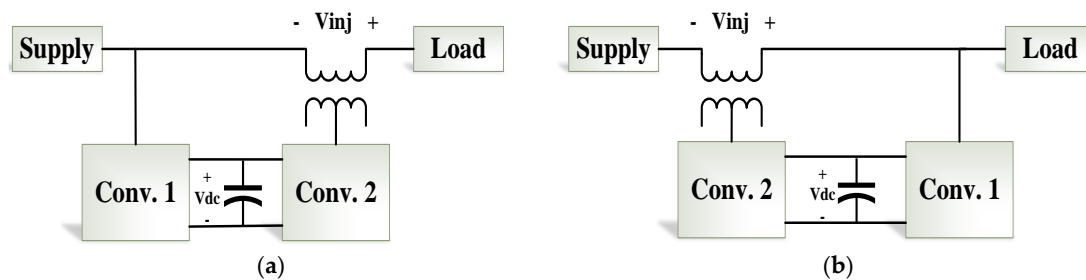 - Vinj +
Supply
Load
Conv. 1
+
Vdc
-
Conv. 2
(a)
- Vinj +
Supply
Load
Conv. 2
+
Vdc
-
Conv. 1
(b)